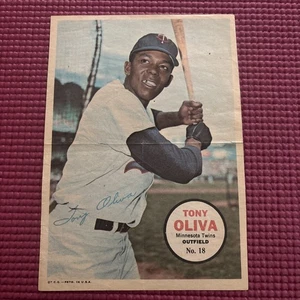 Tony Oliva
TONY
OLIVA
Minnesota Twins
OUTFIELD
No. 18